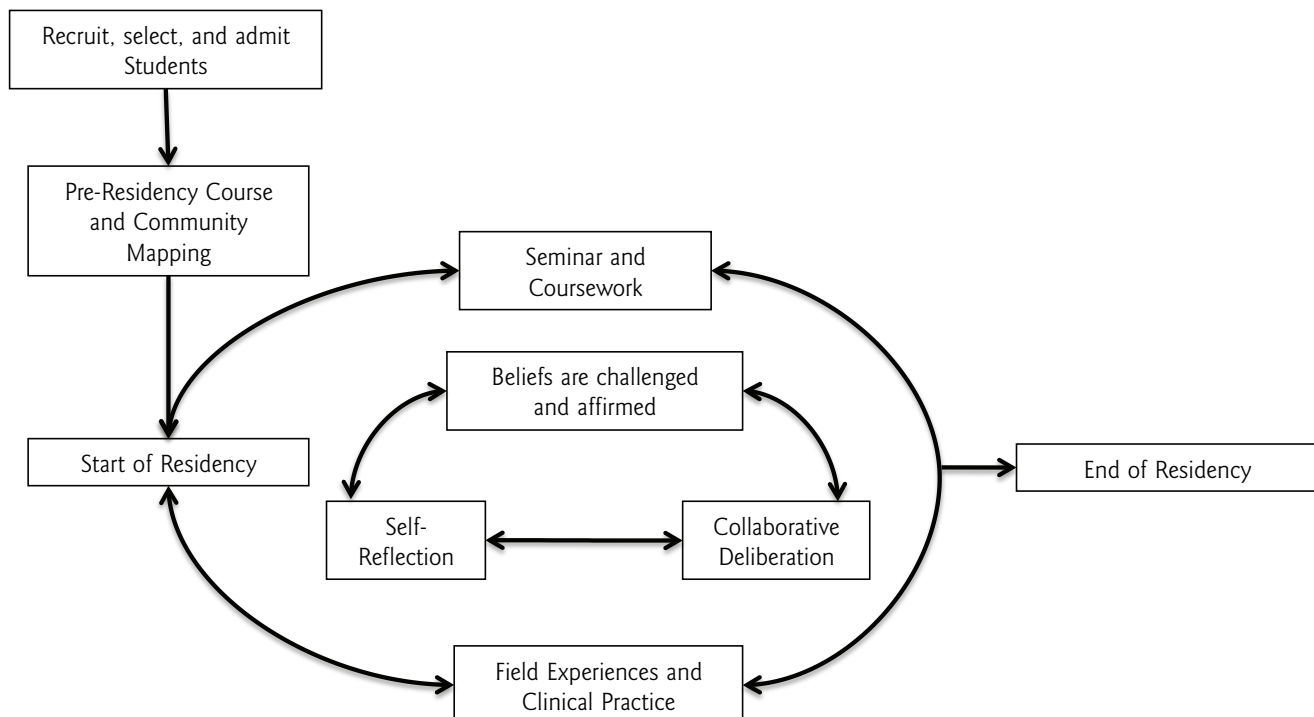 Recruit, select, and admit
Students
Pre-Residency Course
and Community
Mapping
Seminar and
Coursework
Beliefs are challenged
and affirmed
Start of Residency
End of Residency
Self-
Reflection
Collaborative
Deliberation
Field Experiences and
Clinical Practice